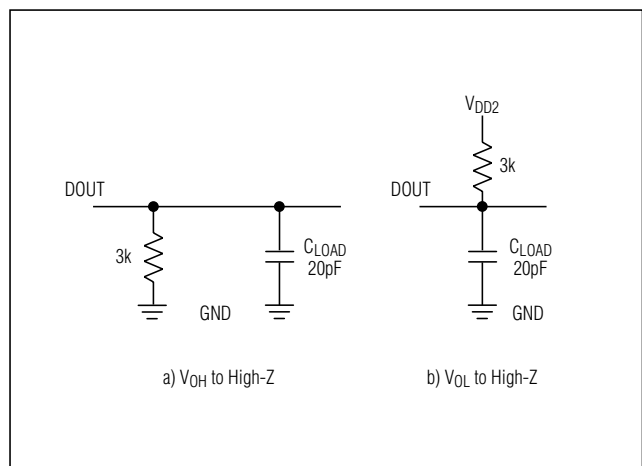 DOUT
3k
CLOAD
20pF
GND
a) VOH to High-Z
VDD2
3k
DOUT
CLOAD
20pF
GND
b) VOL to High-Z